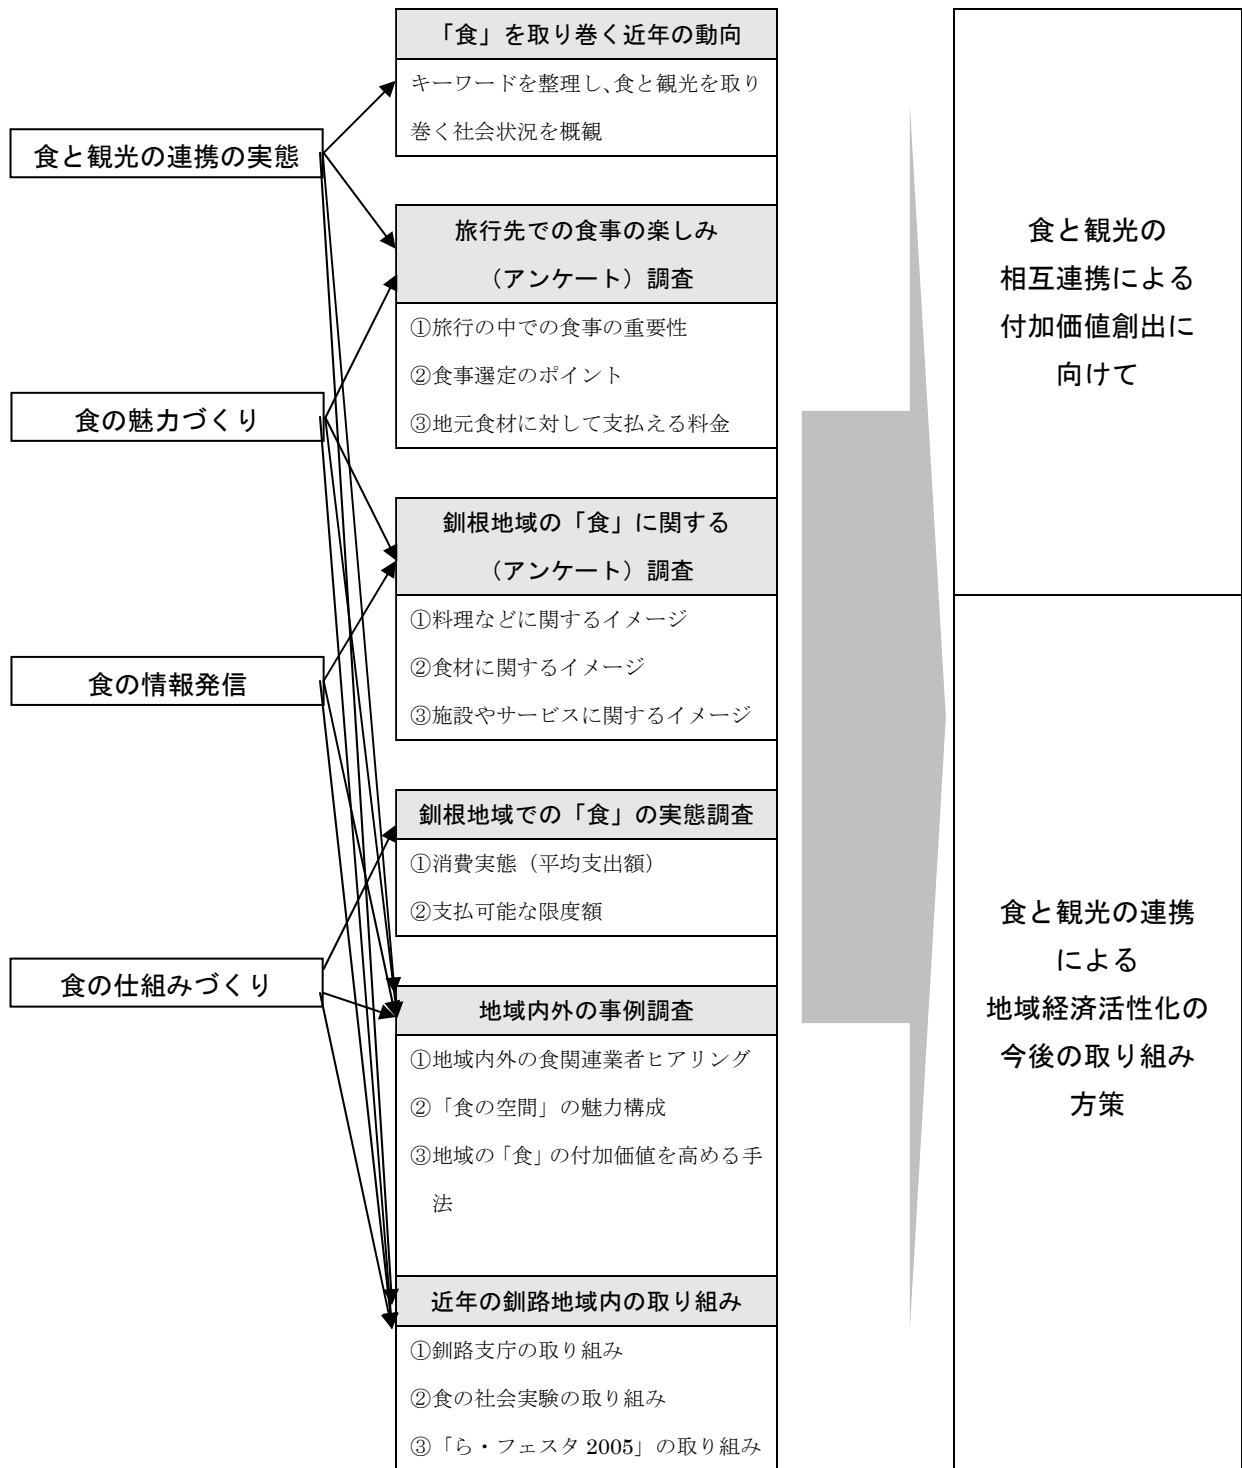 食と観光の連携の実態
食の魅力づくり
食の情報発信
食の仕組みづくり
「食」を取り巻く近年の動向
キーワードを整理し、食と観光を取り
巻く社会状況を概観
旅行先での食事の楽しみ
（アンケート）調査
①旅行の中での食事の重要性
②食事選定のポイント
③地元食材に対して支払える料金
釧根地域の「食」に関する
（アンケート）調査
①料理などに関するイメージ
②食材に関するイメージ
③施設やサービスに関するイメージ
釧根地域での「食」の実態調査
①消費実態（平均支出額）
②支払可能な限度額
地域内外の事例調査
①地域内外の食関連業者ヒアリング
②「食の空間」の魅力構成
③地域の「食」の付加価値を高める手
法
近年の釧路地域内の取り組み
①釧路支庁の取り組み
②食の社会実験の取り組み
③「ら・フェスタ 2005」の取り組み
食と観光の
相互連携による
付加価値創出に
向けて
食と観光の連携
による
地域経済活性化の
今後の取り組み
方策